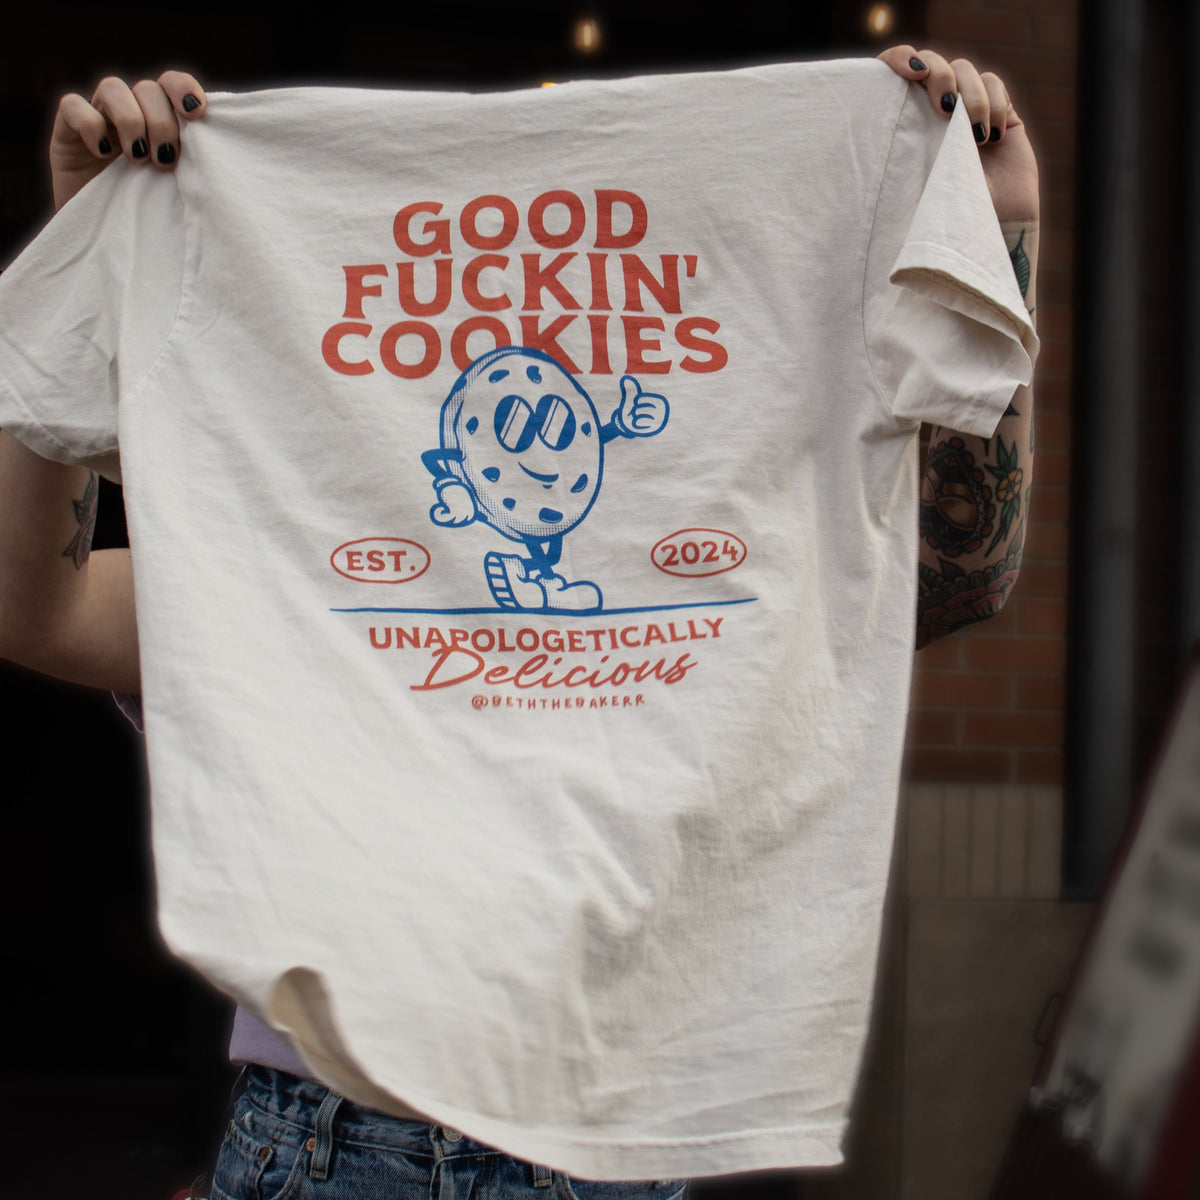 GOOD
FUCKIN'
COOKIES
EST.
2024
UNAPOLOGETICALLY
Delicious
@BETHTHEBAKERR